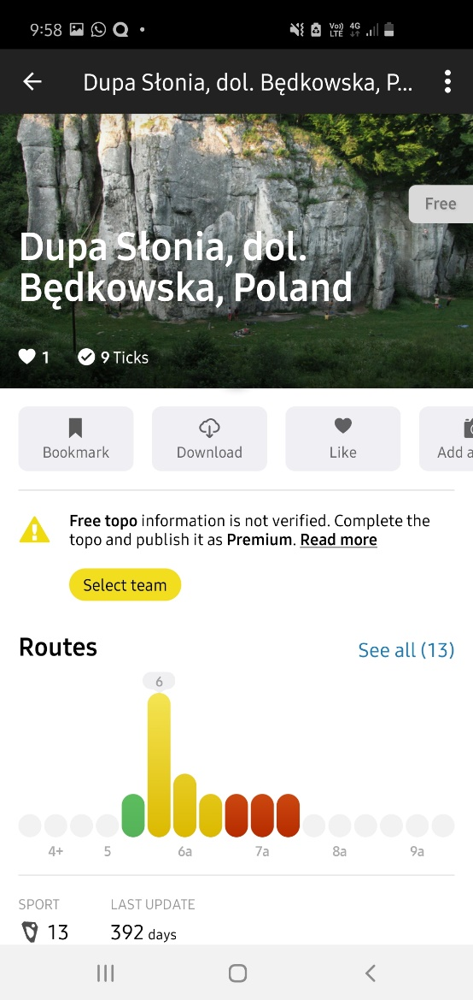 9:58 Vo)) LTE 4G
Dupa Słonia, dol. Będkowska, P...
Free
Dupa Słonia, dol.
Będkowska, Poland
1 9 Ticks
Bookmark Download Like Add a
Free topo information is not verified. Complete the
topo and publish it as Premium. Read more
Select team
Routes See all (13)
6
4+ 5 6a 7a 8a 9a
SPORT LAST UPDATE
13 392 days